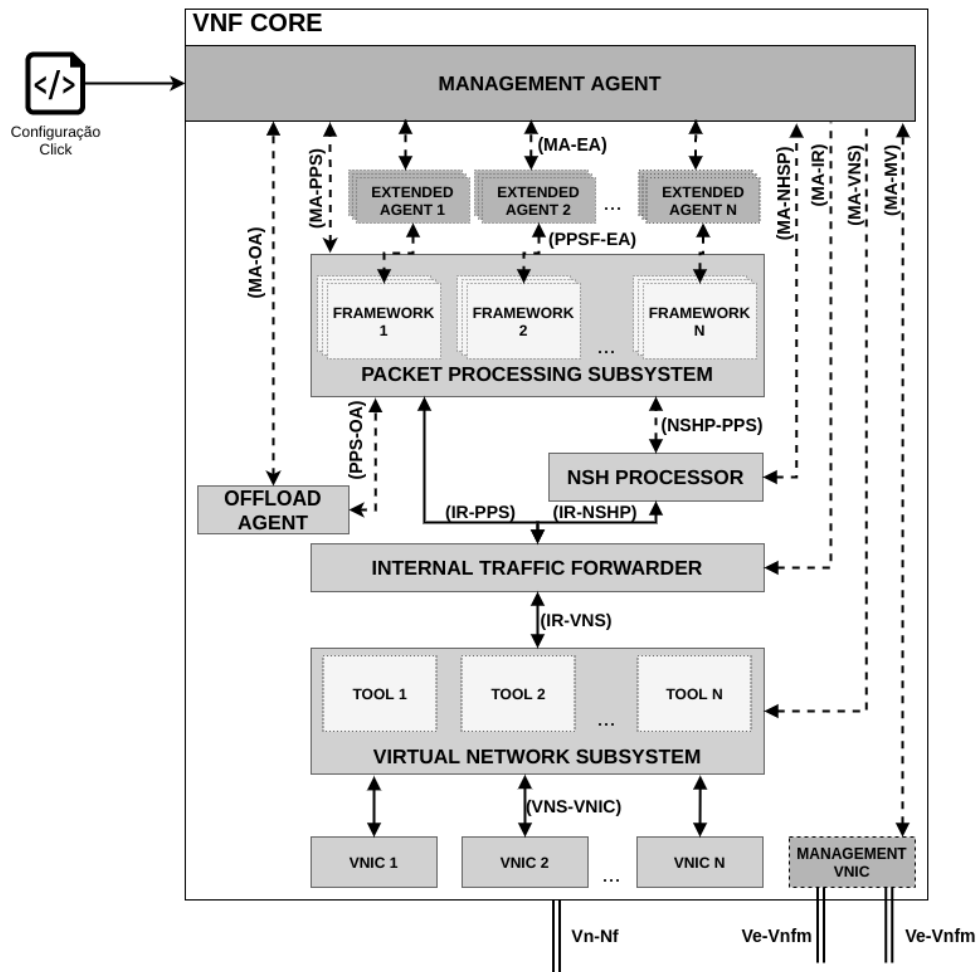 VNF CORE
MANAGEMENT AGENT
</>
Configuração
Click
(MA-EA)
(MA-PPS)
(MA-OA)
(MA-NHSP)
(MA-IR)
(MA-VNS)
(MA-MV)
EXTENDED
AGENT 1
EXTENDED
AGENT 2
...
EXTENDED
AGENT N
(PPSF-EA)
FRAMEWORK
1
FRAMEWORK
2
...
FRAMEWORK
N
PACKET PROCESSING SUBSYSTEM
(PPS-OA)
(NSHP-PPS)
NSH PROCESSOR
OFFLOAD
AGENT
(IR-PPS)
(IR-NSHP)
INTERNAL TRAFFIC FORWARDER
(IR-VNS)
TOOL 1
TOOL 2
...
TOOL N
VIRTUAL NETWORK SUBSYSTEM
(VNS-VNIC)
VNIC 1
VNIC 2
...
VNIC N
MANAGEMENT
VNIC
Vn-Nf
Ve-Vnfm
Ve-Vnfm